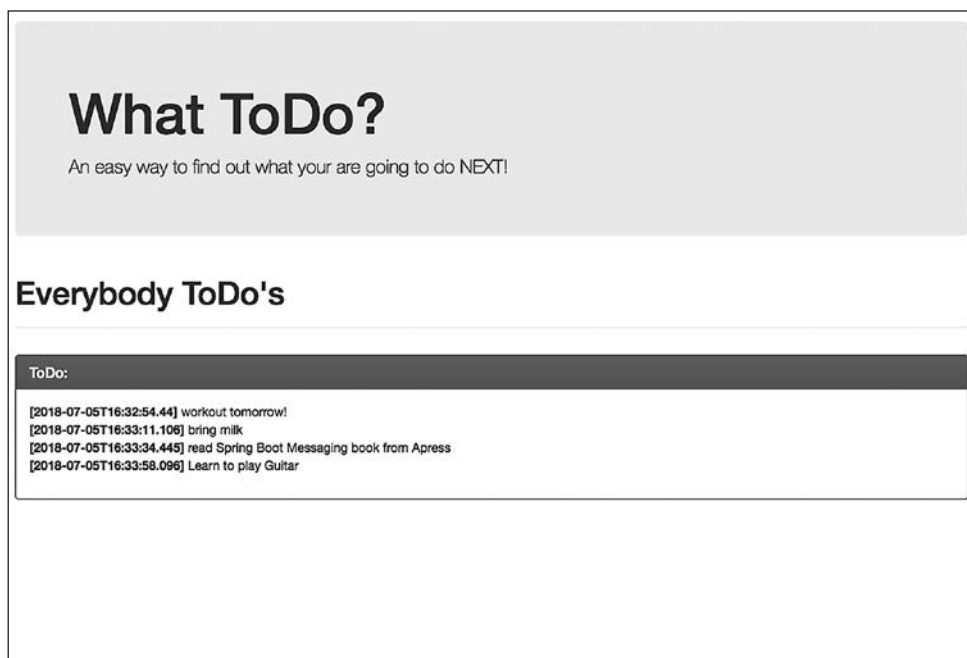 What ToDo?
An easy way to find out what your are going to do NEXT!
Everybody ToDo's
ToDo:
[2018-07-05T16:32:54.44] workout tomorrow!
[2018-07-05T16:33:11.106] bring milk
[2018-07-05T16:33:34.445] read Spring Boot Messaging book from Apress
[2018-07-05T16:33:58.096] Learn to play Guitar